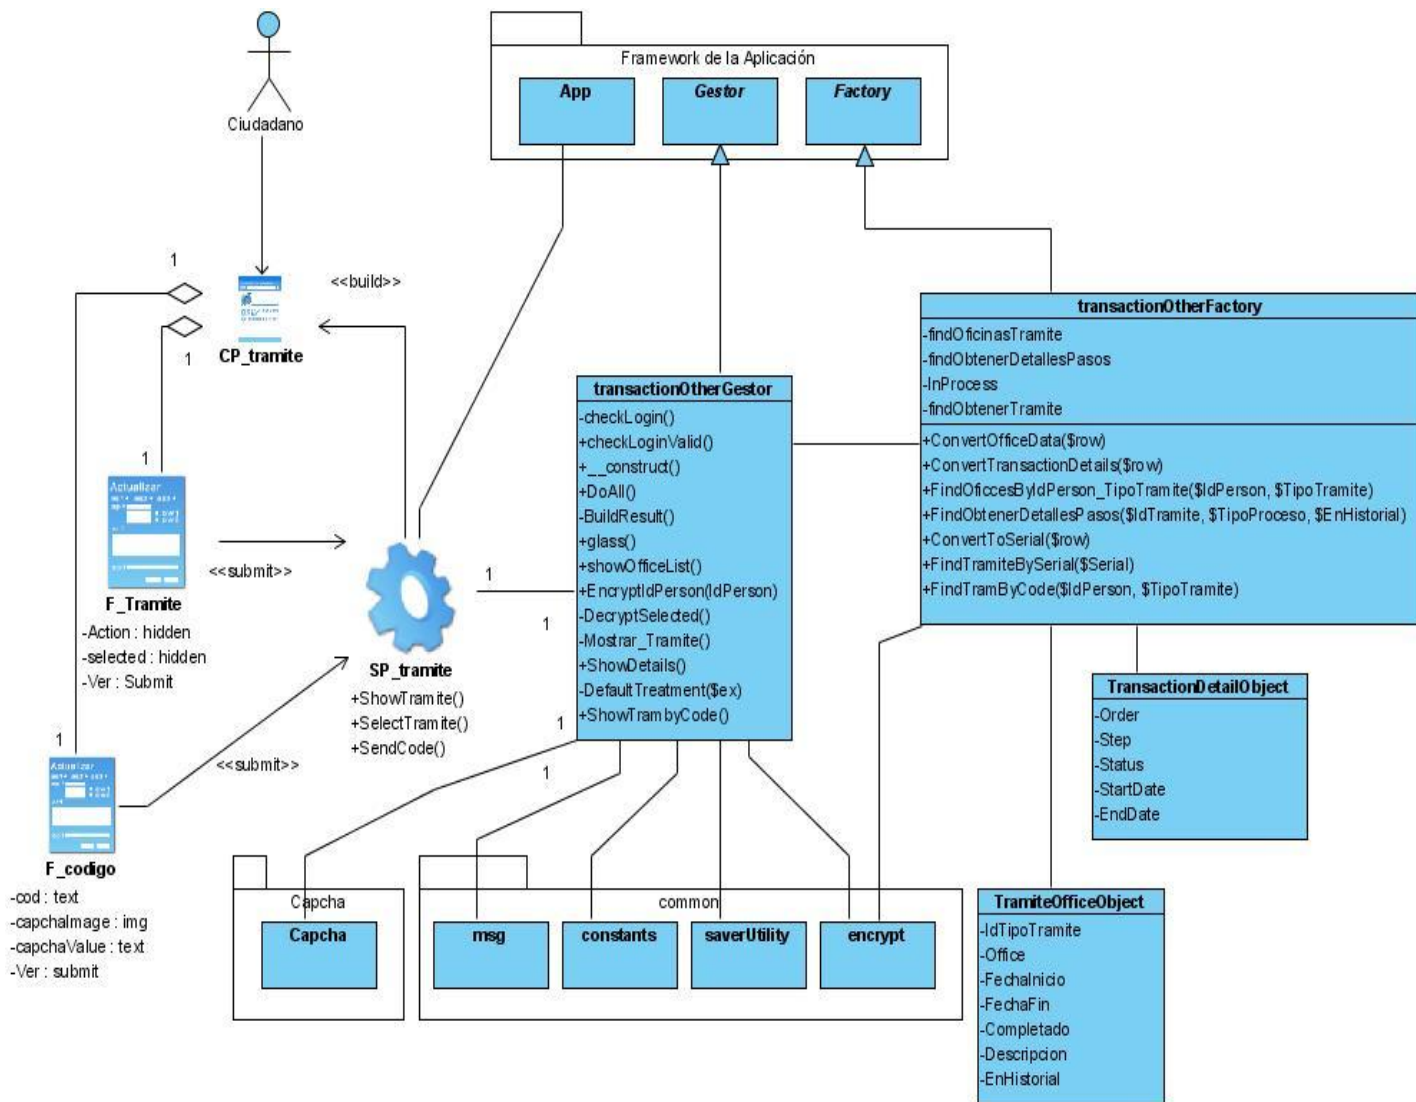 Framework de la Aplicación
App
Gestor
Factory
Ciudadano
1
<<build>>
CP_tramite
1
1
Actualizar
F_Tramite
-Action : hidden
-selected : hidden
-Ver : Submit
<<submit>>
SP_tramite
+ShowTramite()
+SelectTramite()
+SendCode()
<<submit>>
1
Actualizar
F_codigo
-cod : text
-capchaImage : img
-capchaValue : text
-Ver : submit
1
1
transactionOtherGestor
-checkLogin()
+checkLoginValid()
+__construct()
+DoAll()
-BuildResult()
+glass()
+showOfficeList()
+EncryptIdPerson(IdPerson)
-DecryptSelected()
-Mostrar_Tramite()
+ShowDetails()
-DefaultTreatment($ex)
+ShowTrambyCode()
1
1
transactionOtherFactory
-findOficinasTramite
-findObtenerDetallesPasos
-InProcess
-findObtenerTramite
+ConvertOfficeData($row)
+ConvertTransactionDetails($row)
+FindOficcesByIdPerson_TipoTramite($IdPerson, $TipoTramite)
+FindObtenerDetallesPasos($IdTramite, $TipoProceso, $EnHistorial)
+ConvertToSerial($row)
+FindTramiteBySerial($Serial)
+FindTramByCode($IdPerson, $TipoTramite)
TransactionDetailObject
-Order
-Step
-Status
-StartDate
-EndDate
Capcha
Capcha
common
msg
constants
saverUtility
encrypt
TramiteOfficeObject
-IdTipoTramite
-Office
-FechaInicio
-FechaFin
-Completado
-Descripcion
-EnHistorial